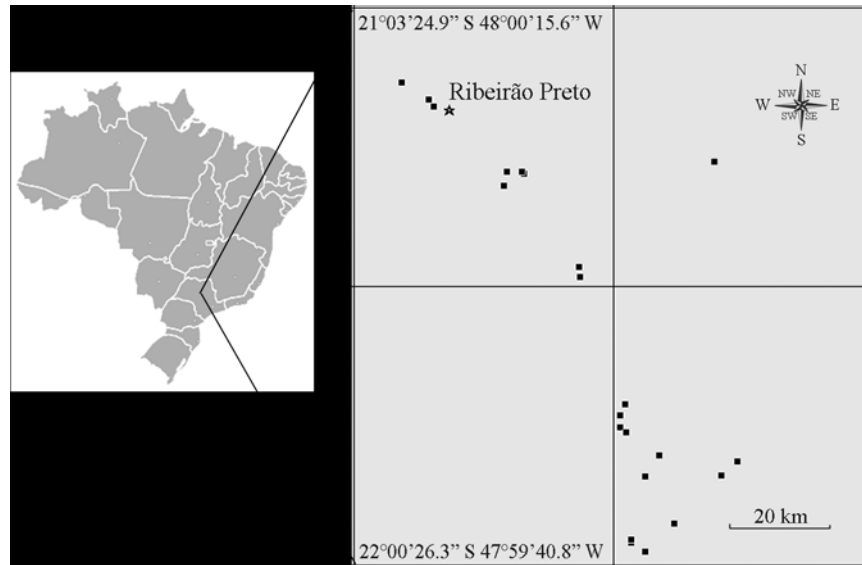 21°03'24.9” S 48°00'15.6” W
Ribeirão Preto
N
NW NE
W E
SW SE
S
20 km
22°00'26.3” S 47°59'40.8” W